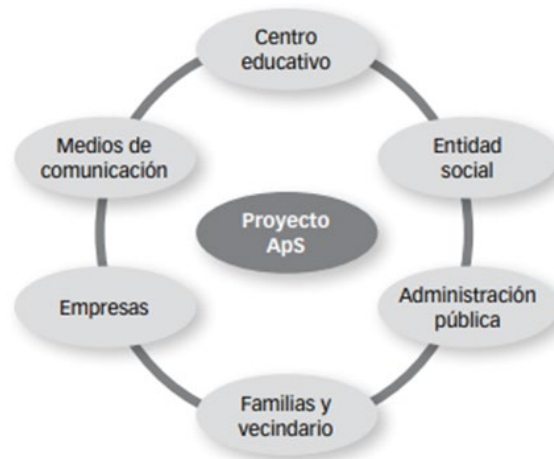 Centro
educativo
Medios de
comunicación
Entidad
social
Proyecto
ApS
Empresas
Administración
pública
Familias y
vecindario